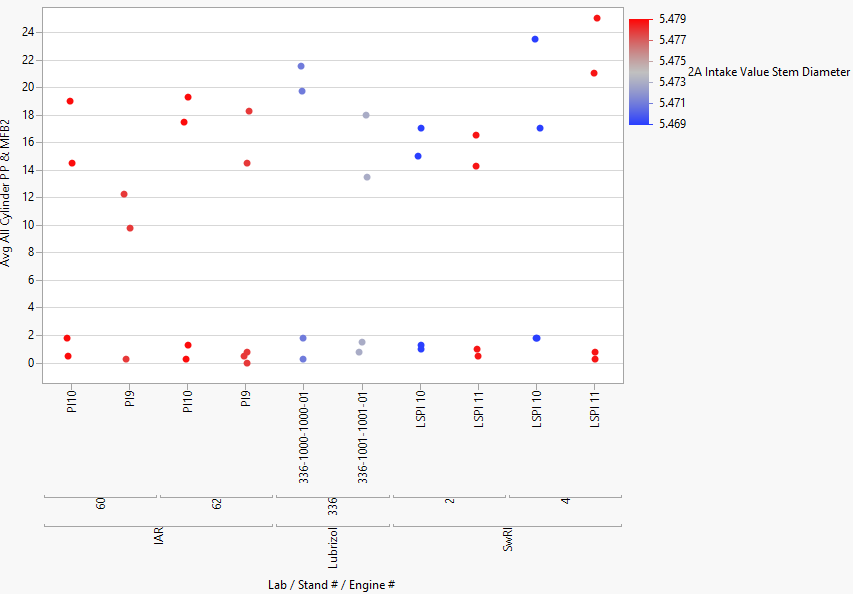 Avg All Cylinder PP & MFB2
24
22
20
18
16
14
12
10
8
6
4
2
0
5.479
5.477
5.475
5.473
5.471
5.469
2A Intake Value Stem Diameter
PI10
PI9
PI10
PI9
336-1000-1000-01
336-1001-1001-01
LSPI 10
LSPI 11
LSPI 10
LSPI 11
60
62
336
2
4
IAR
Lubrizol
SwRI
Lab / Stand # / Engine #